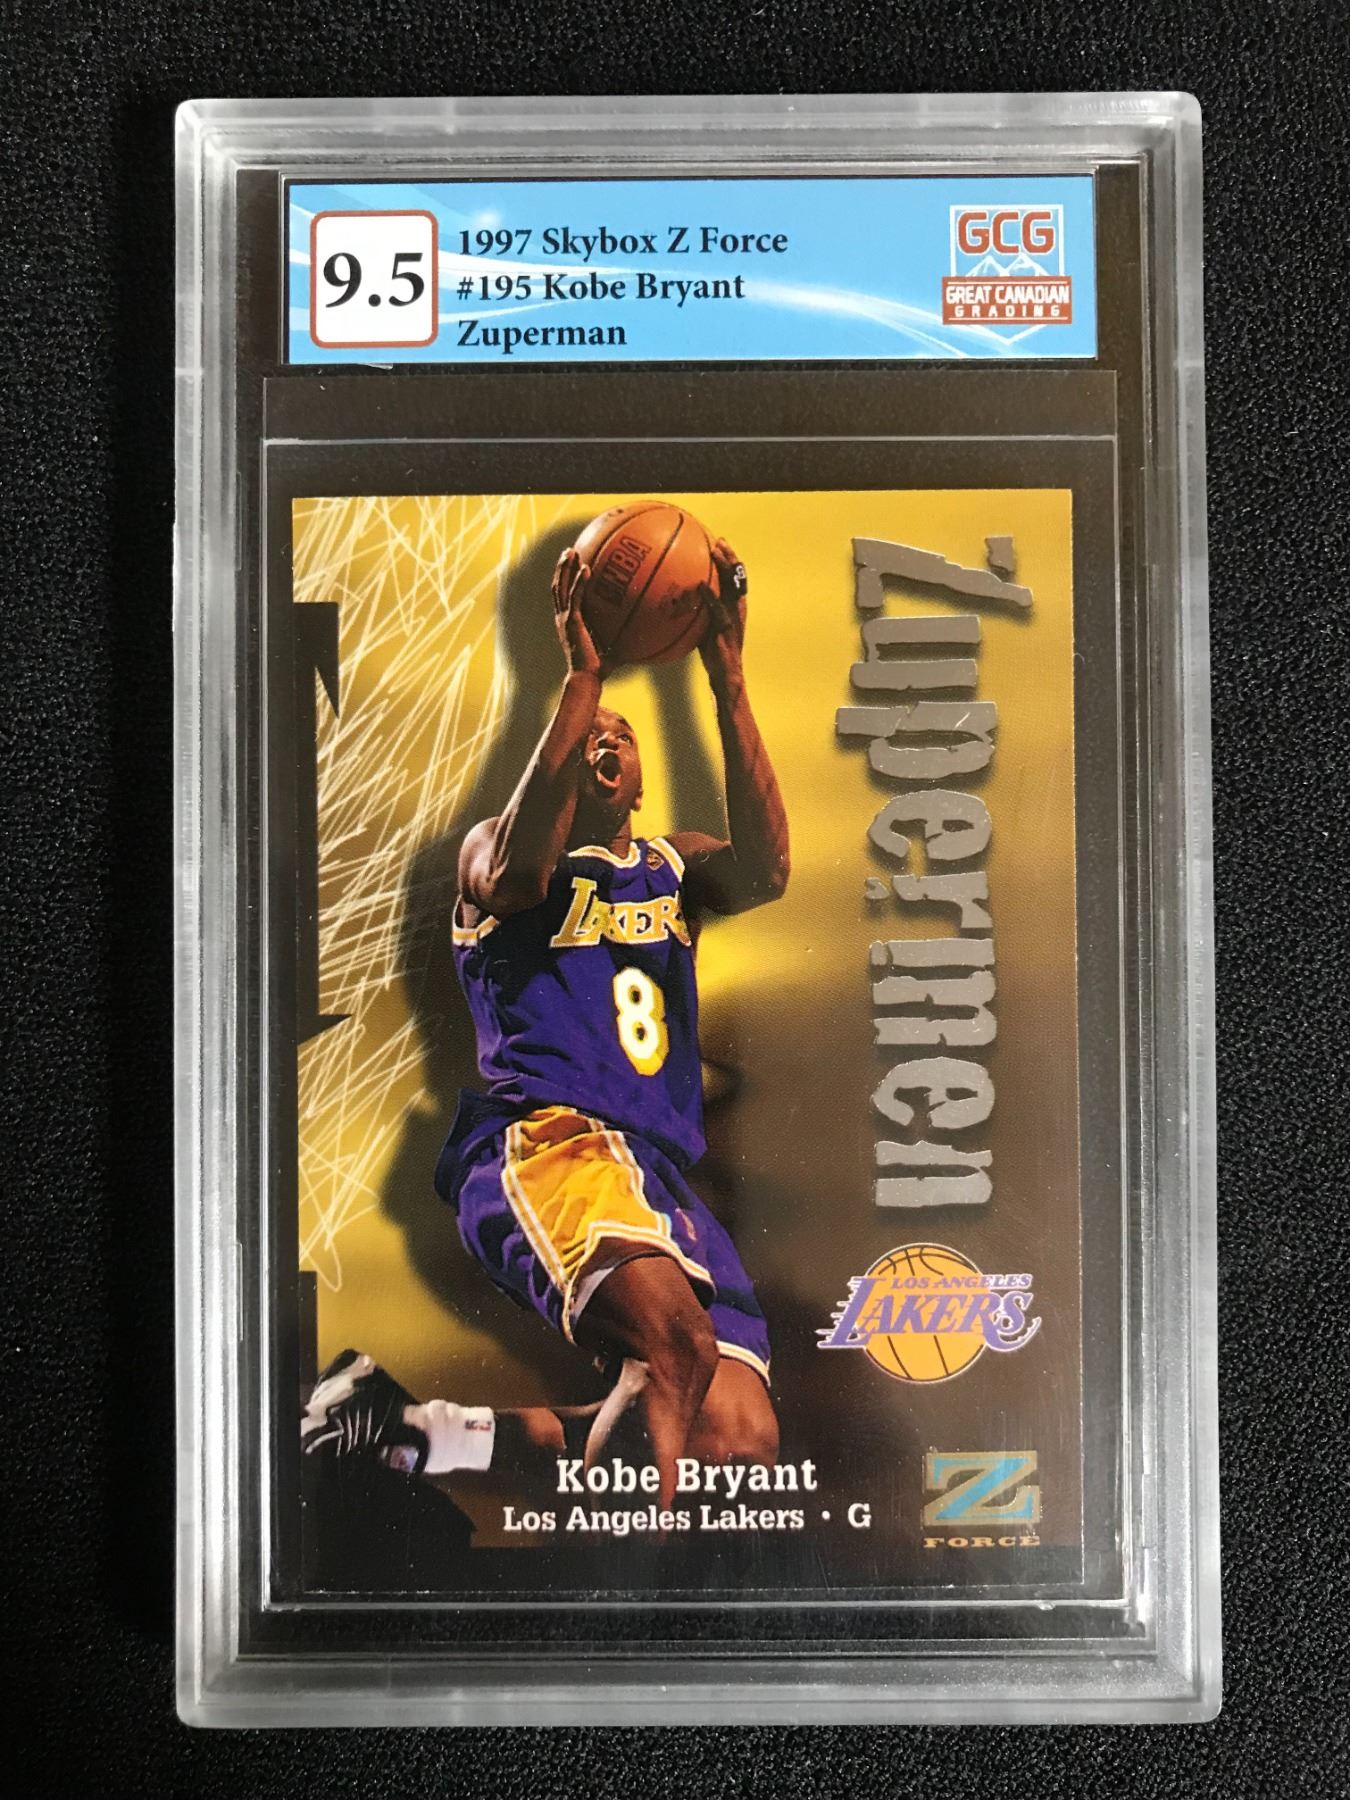 9.5
1997 Skybox Z Force
#195 Kobe Bryant
Zuperman
GCG
GREAT CANADIAN
GRADING
NBA
Zupermen
LAKERS
8
LOS ANGELES
LAKERS
Kobe Bryant
Los Angeles Lakers • G
Z
FORCE